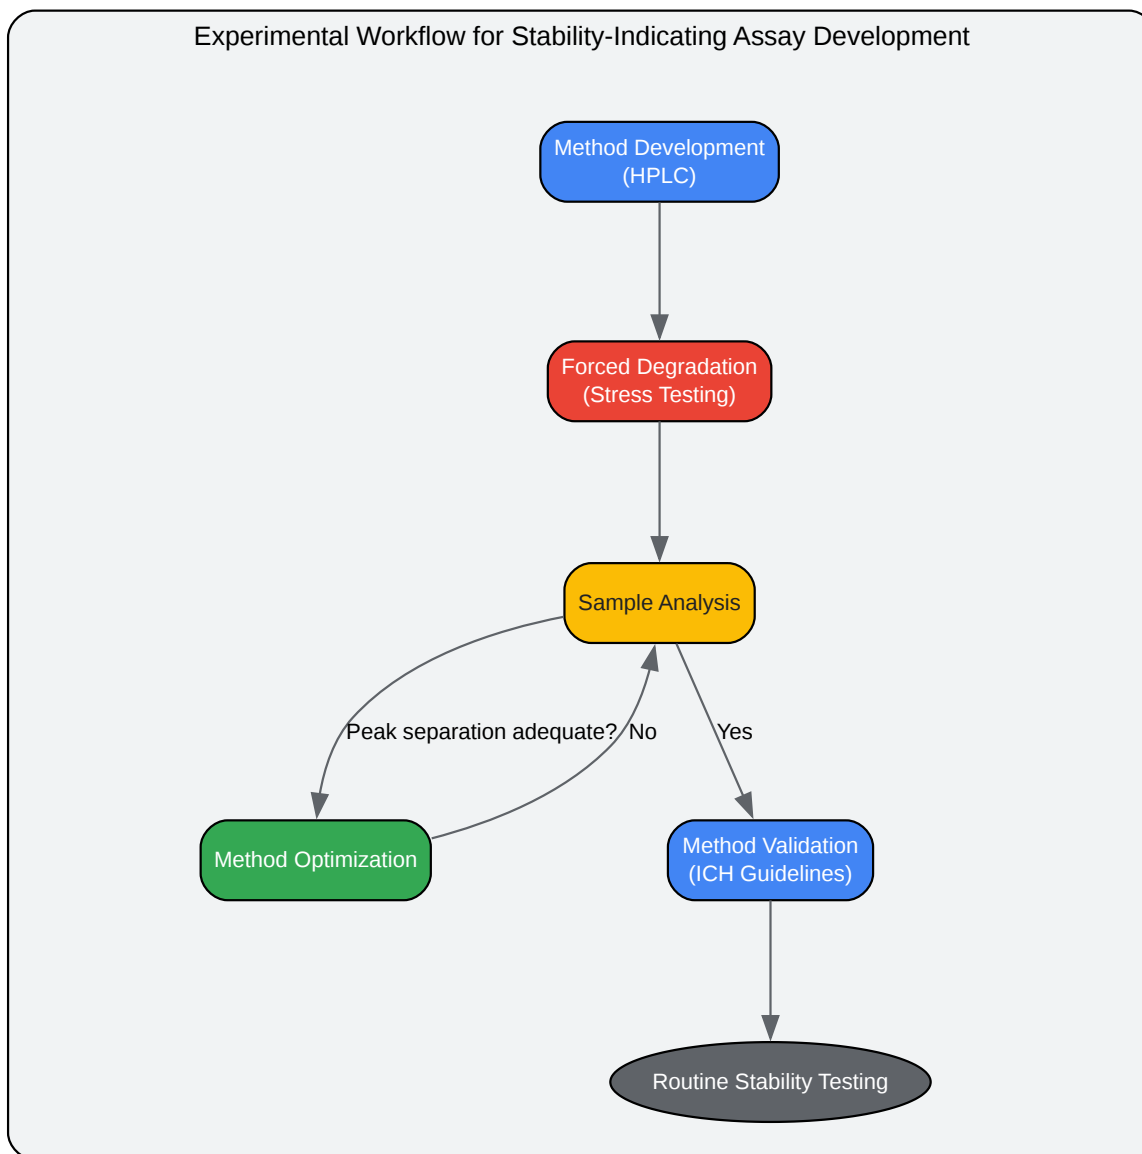 Experimental Workflow for Stability-Indicating Assay Development
Method Development
(HPLC)
Forced Degradation
(Stress Testing)
Sample Analysis
Peak separation adequate?
No
Yes
Method Optimization
Method Validation
(ICH Guidelines)
Routine Stability Testing